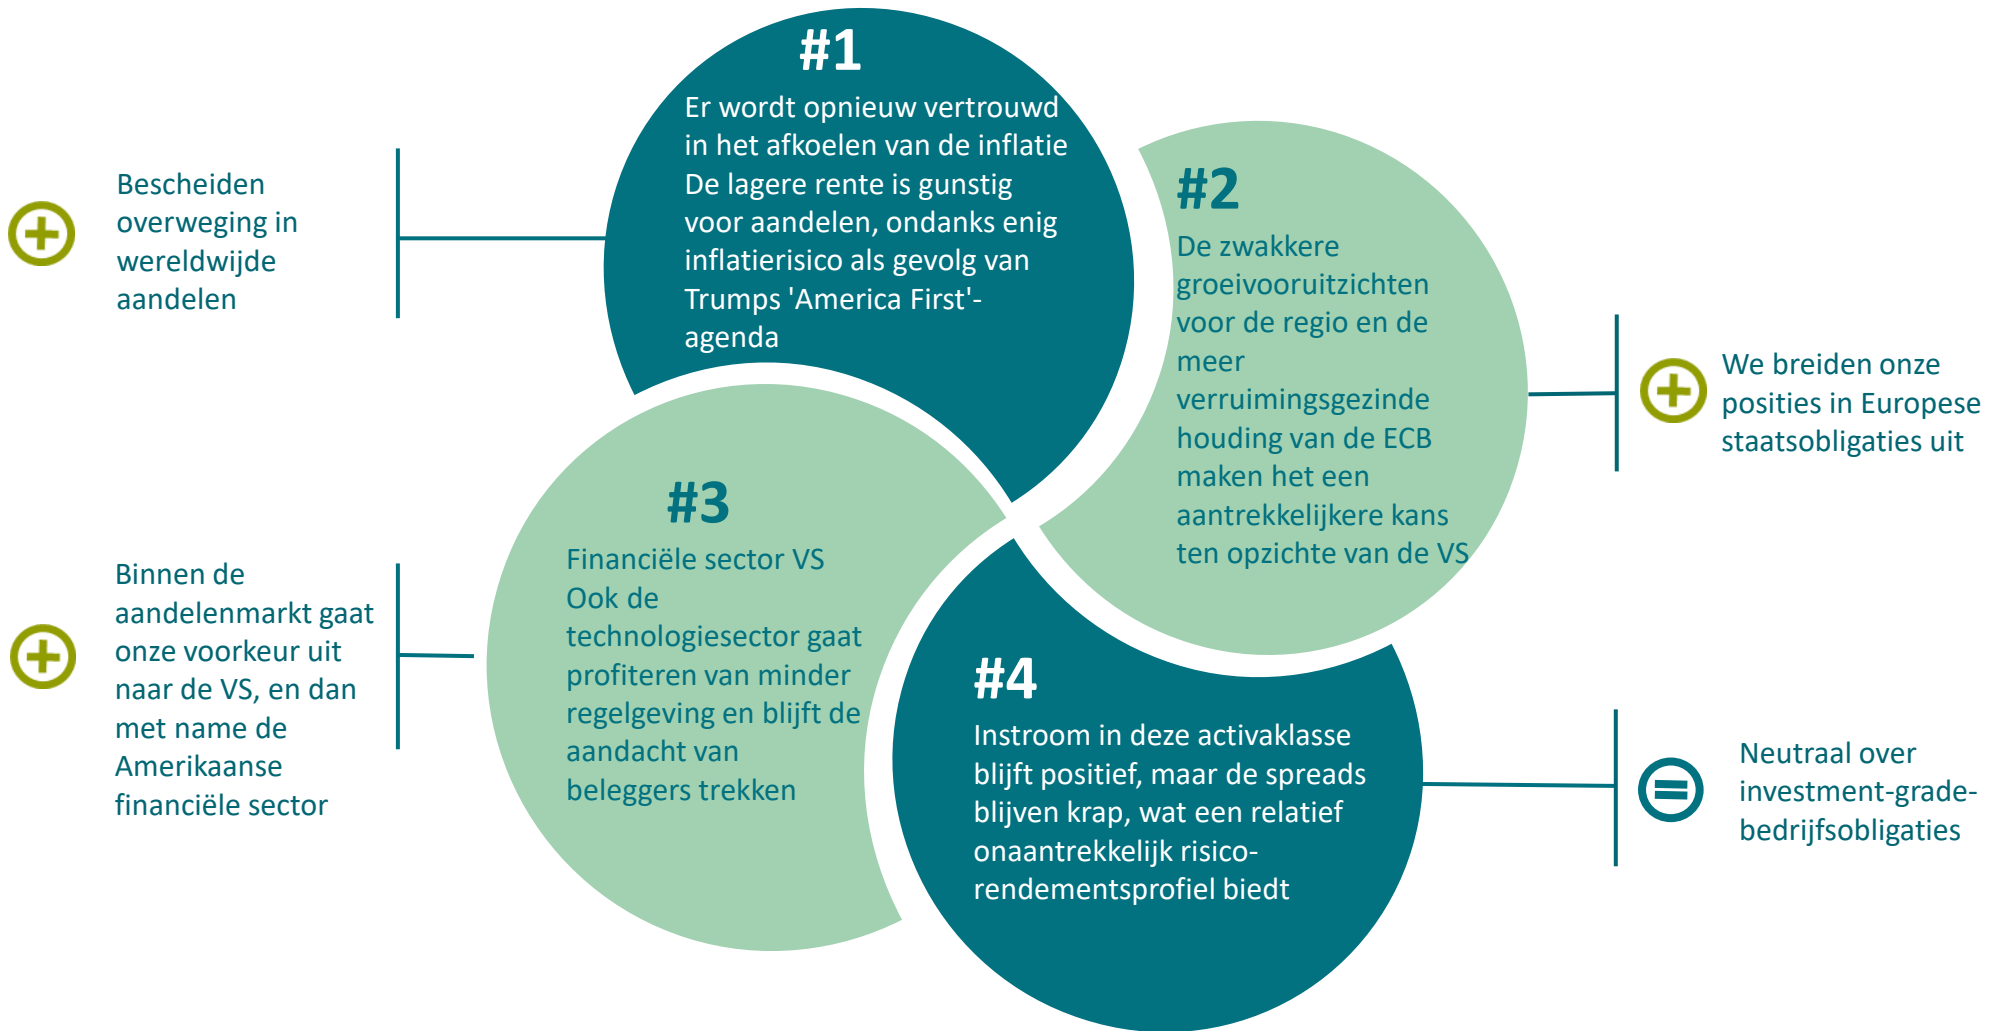 #1
Er wordt opnieuw vertrouwd
in het afkoelen van de inflatie
De lagere rente is gunstig
voor aandelen, ondanks enig
inflatierisico als gevolg van
Trumps 'America First'-
agenda
Bescheiden
overweging in
wereldwijde
aandelen
#2
De zwakkere
groeivooruitzichten
voor de regio en de
meer
verruimingsgezinde
houding van de ECB
maken het een
aantrekkelijkere kans
ten opzichte van de VS
We breiden onze
posities in Europese
staatsobligaties uit
#3
Financiële sector VS
Ook de
technologiesector gaat
profiteren van minder
regelgeving en blijft de
aandacht van
beleggers trekken
Binnen de
aandelenmarkt gaat
onze voorkeur uit
naar de VS, en dan
met name de
Amerikaanse
financiële sector
#4
Instroom in deze activaklasse
blijft positief, maar de spreads
blijven krap, wat een relatief
onaantrekkelijk risico-
rendementsprofiel biedt
Neutraal over
investment-grade-
bedrijfsobligaties